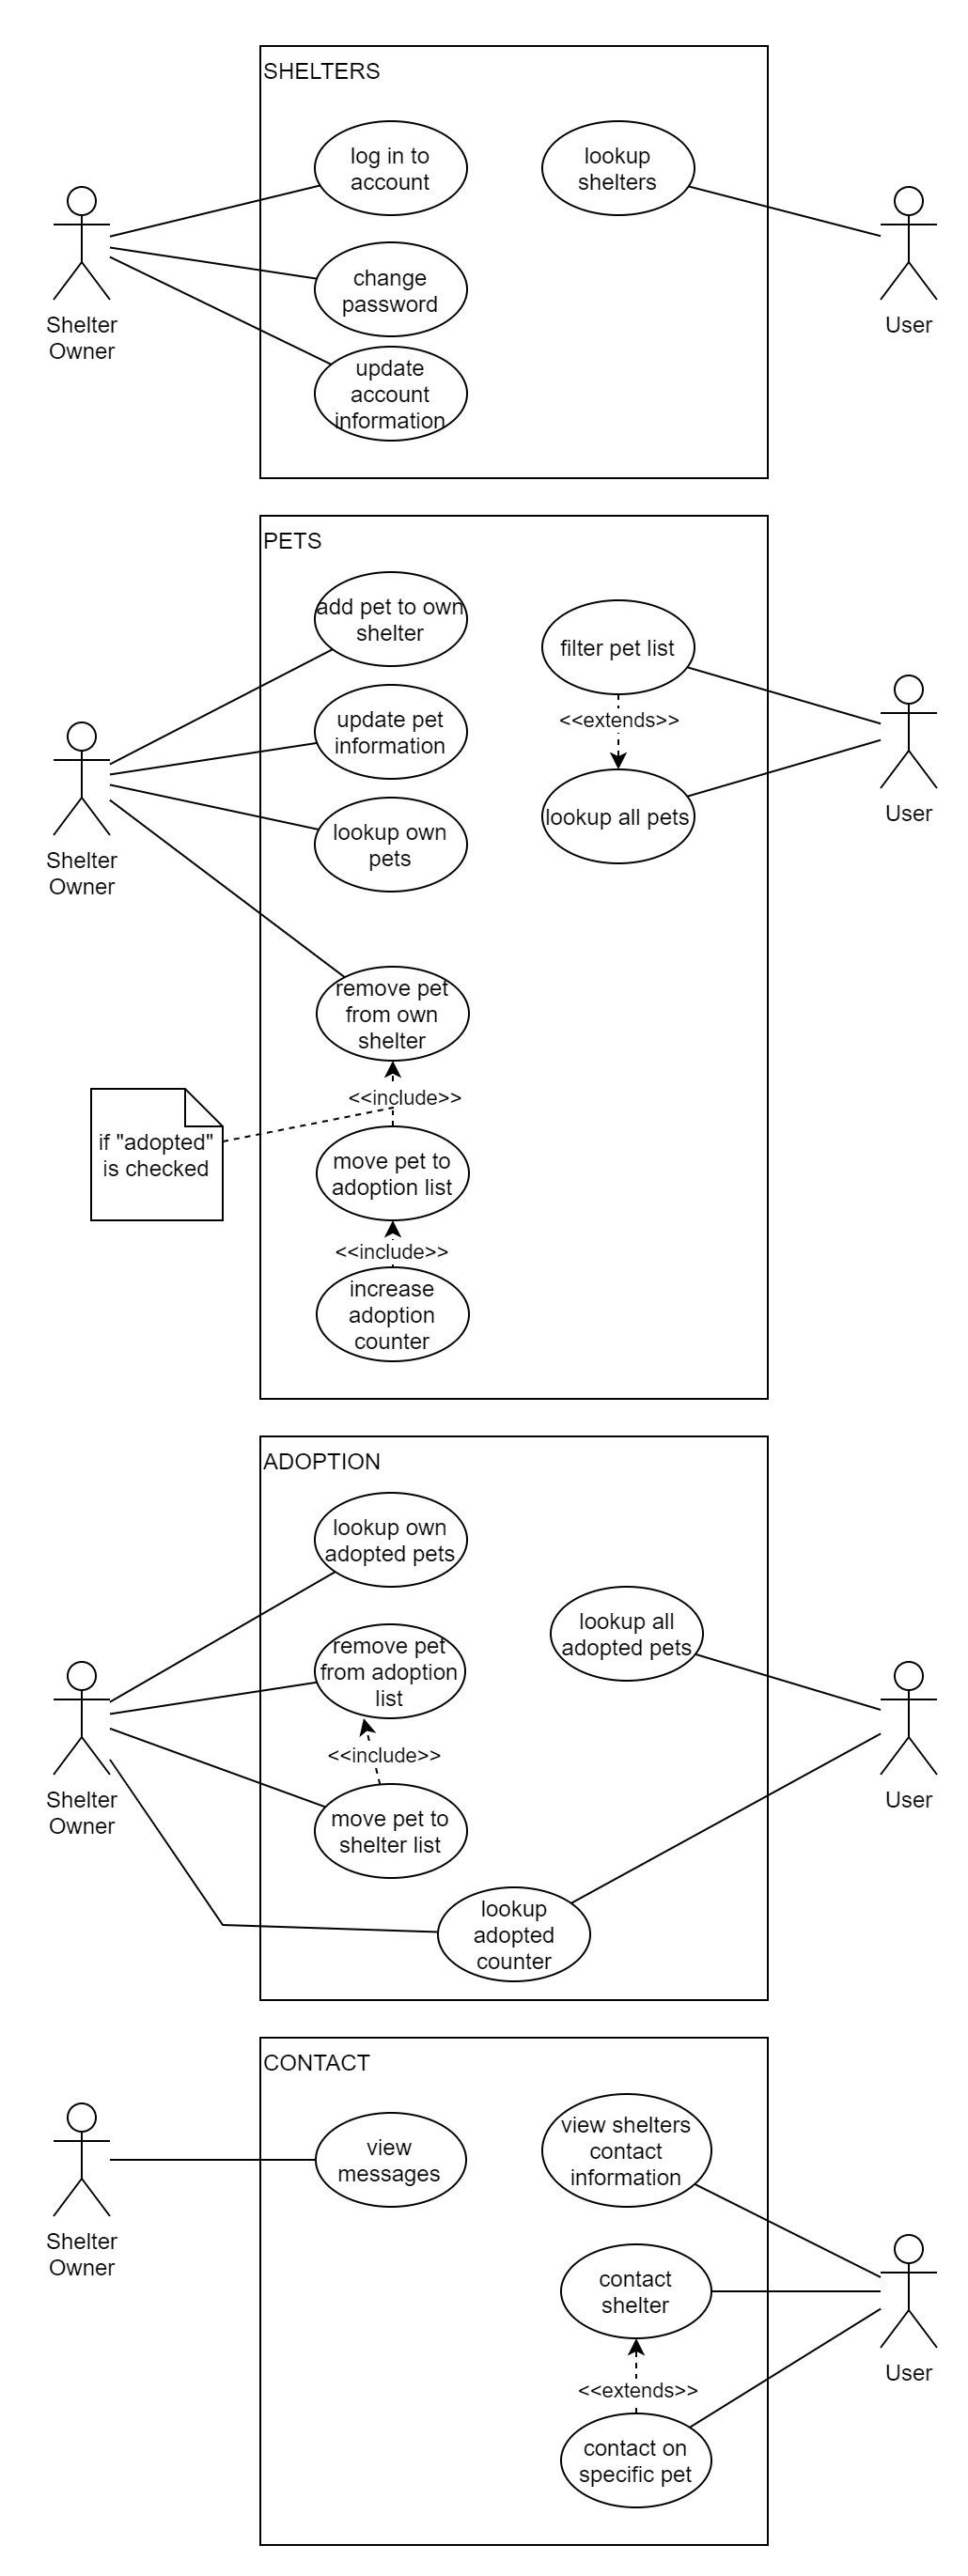 SHELTERS
log in to
account
lookup
shelters
change
password
update
account
information
Shelter
Owner
User
PETS
add pet to own
shelter
filter pet list
update pet
information
<<extends>>
lookup own
pets
lookup all pets
Shelter
Owner
User
remove pet
from own
shelter
<<include>>
if "adopted"
is checked
move pet to
adoption list
<<include>>
increase
adoption
counter
ADOPTION
lookup own
adopted pets
lookup all
adopted pets
remove pet
from adoption
list
<<include>>
move pet to
shelter list
Shelter
Owner
User
lookup
adopted
counter
CONTACT
view
messages
view shelters
contact
information
Shelter
Owner
contact
shelter
User
<<extends>>
contact on
specific pet